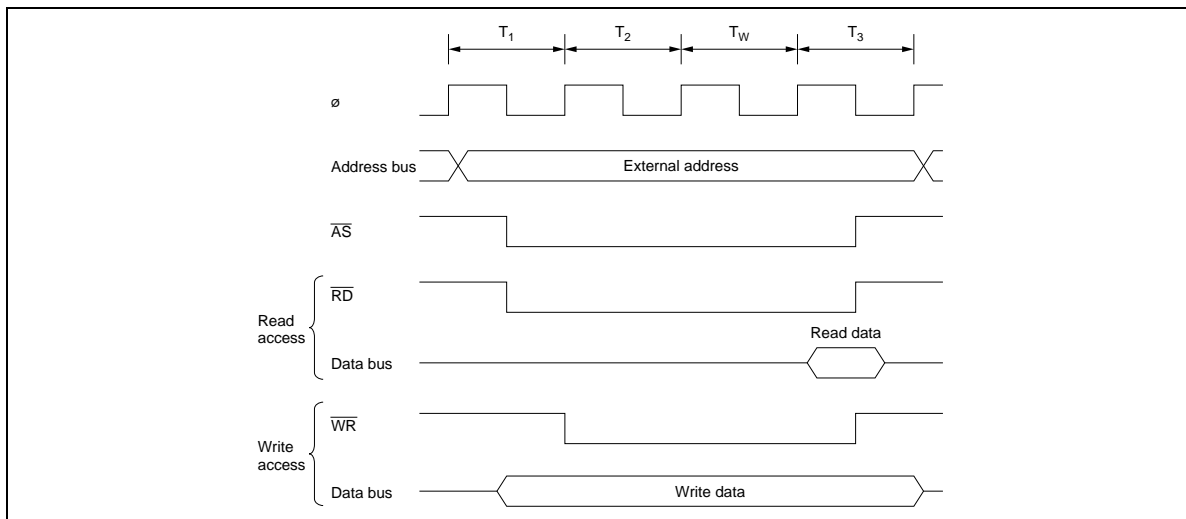 T1 T2 TW T3
ø
Address bus External address
AS
RD
Read access
Read data
Data bus
WR
Write access
Data bus Write data